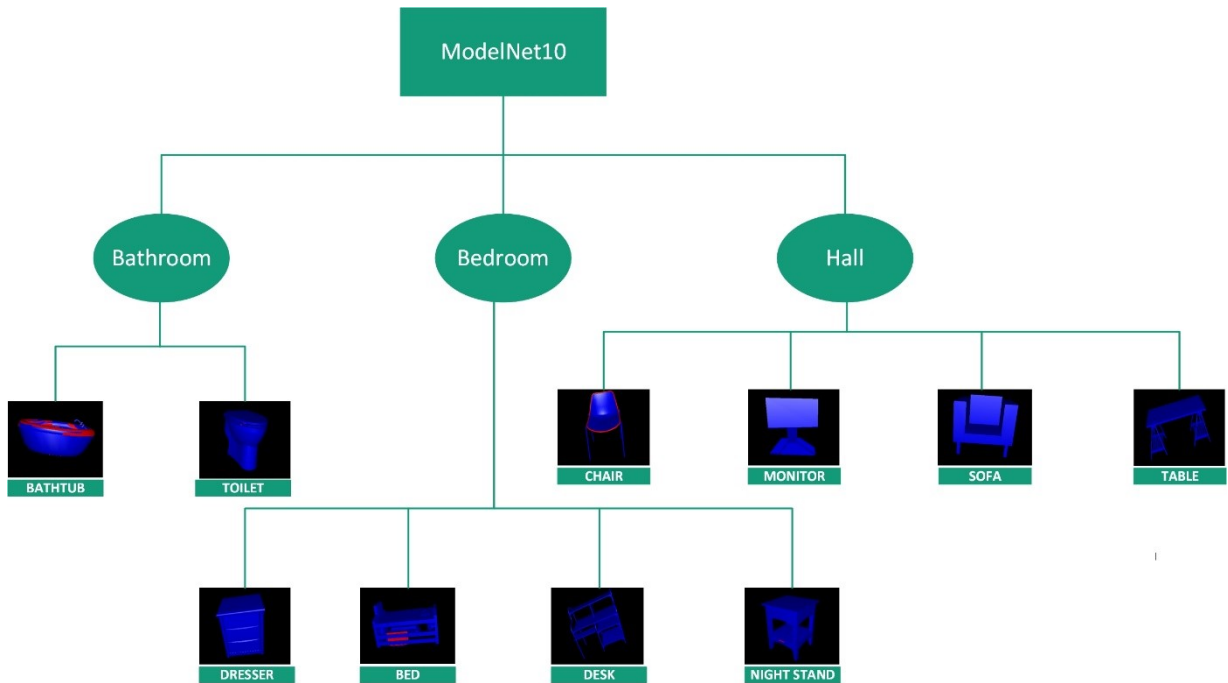 ModelNet10
Bathroom
Bedroom
Hall
BATHTUB
TOILET
CHAIR
MONITOR
SOFA
TABLE
DRESSER
BED
DESK
NIGHT STAND